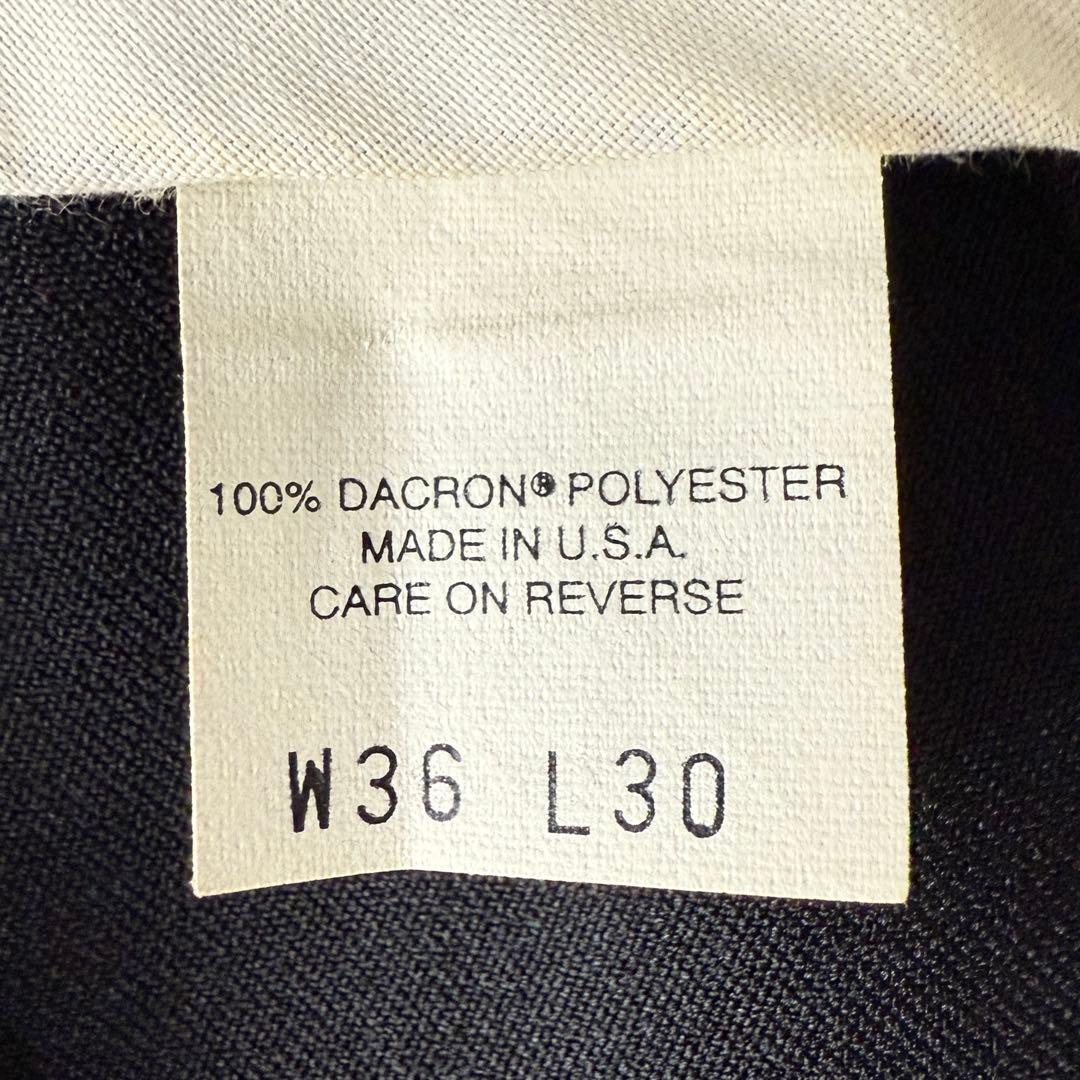 100% DACRON® POLYESTER
MADE IN U.S.A.
CARE ON REVERSE
W36 L30